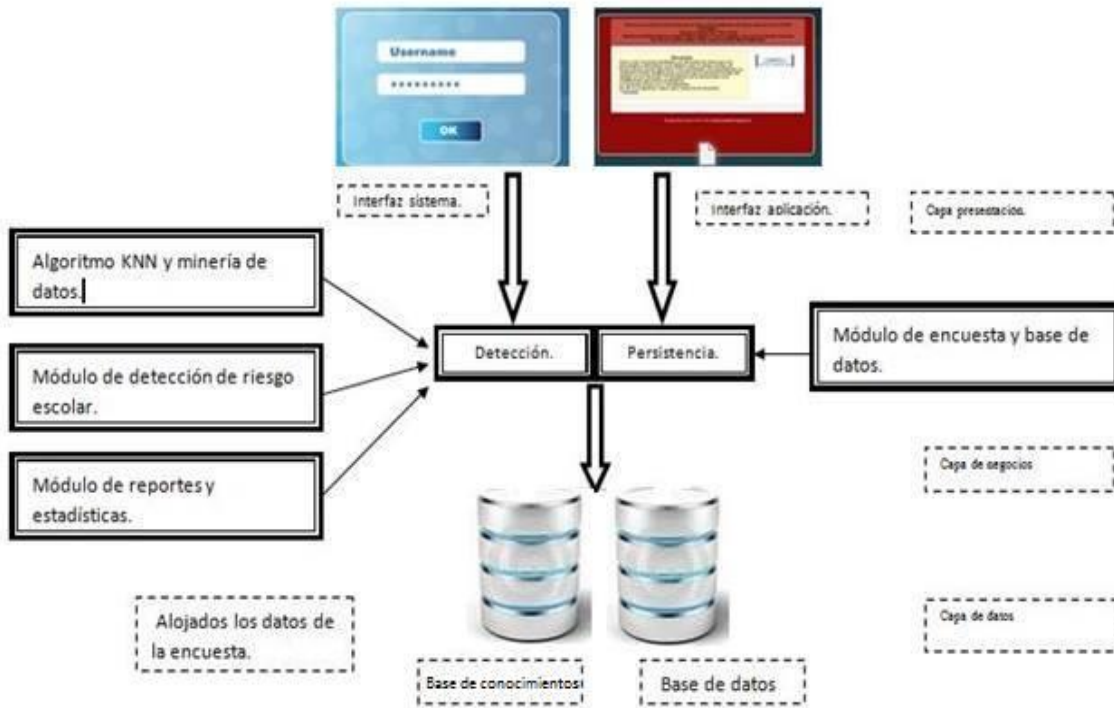 Username
*********
OK
Interfaz sistema.
Interfaz aplicación.
Capa presentación.
Algoritmo KNN y minería de
datos.
Detección.
Persistencia.
Módulo de encuesta y base de
datos.
Módulo de detección de riesgo
escolar.
Capa de negocios
Módulo de reportes y
estadísticas.
Alojados los datos de
la encuesta.
Capa de datos
Base de conocimientos
Base de datos